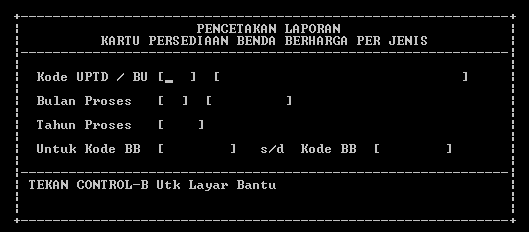 PENCETAKAN LAPORAN
KARTU PERSEDIAAN BENDA BERHARGA PER JENIS
Kode UPTD / BU [_  ]  [                              ]
Bulan Proses   [  ]  [         ]
Tahun Proses   [    ]
Untuk Kode BB  [        ]   s/d  Kode BB  [        ]
TEKAN CONTROL-B Utk Layar Bantu